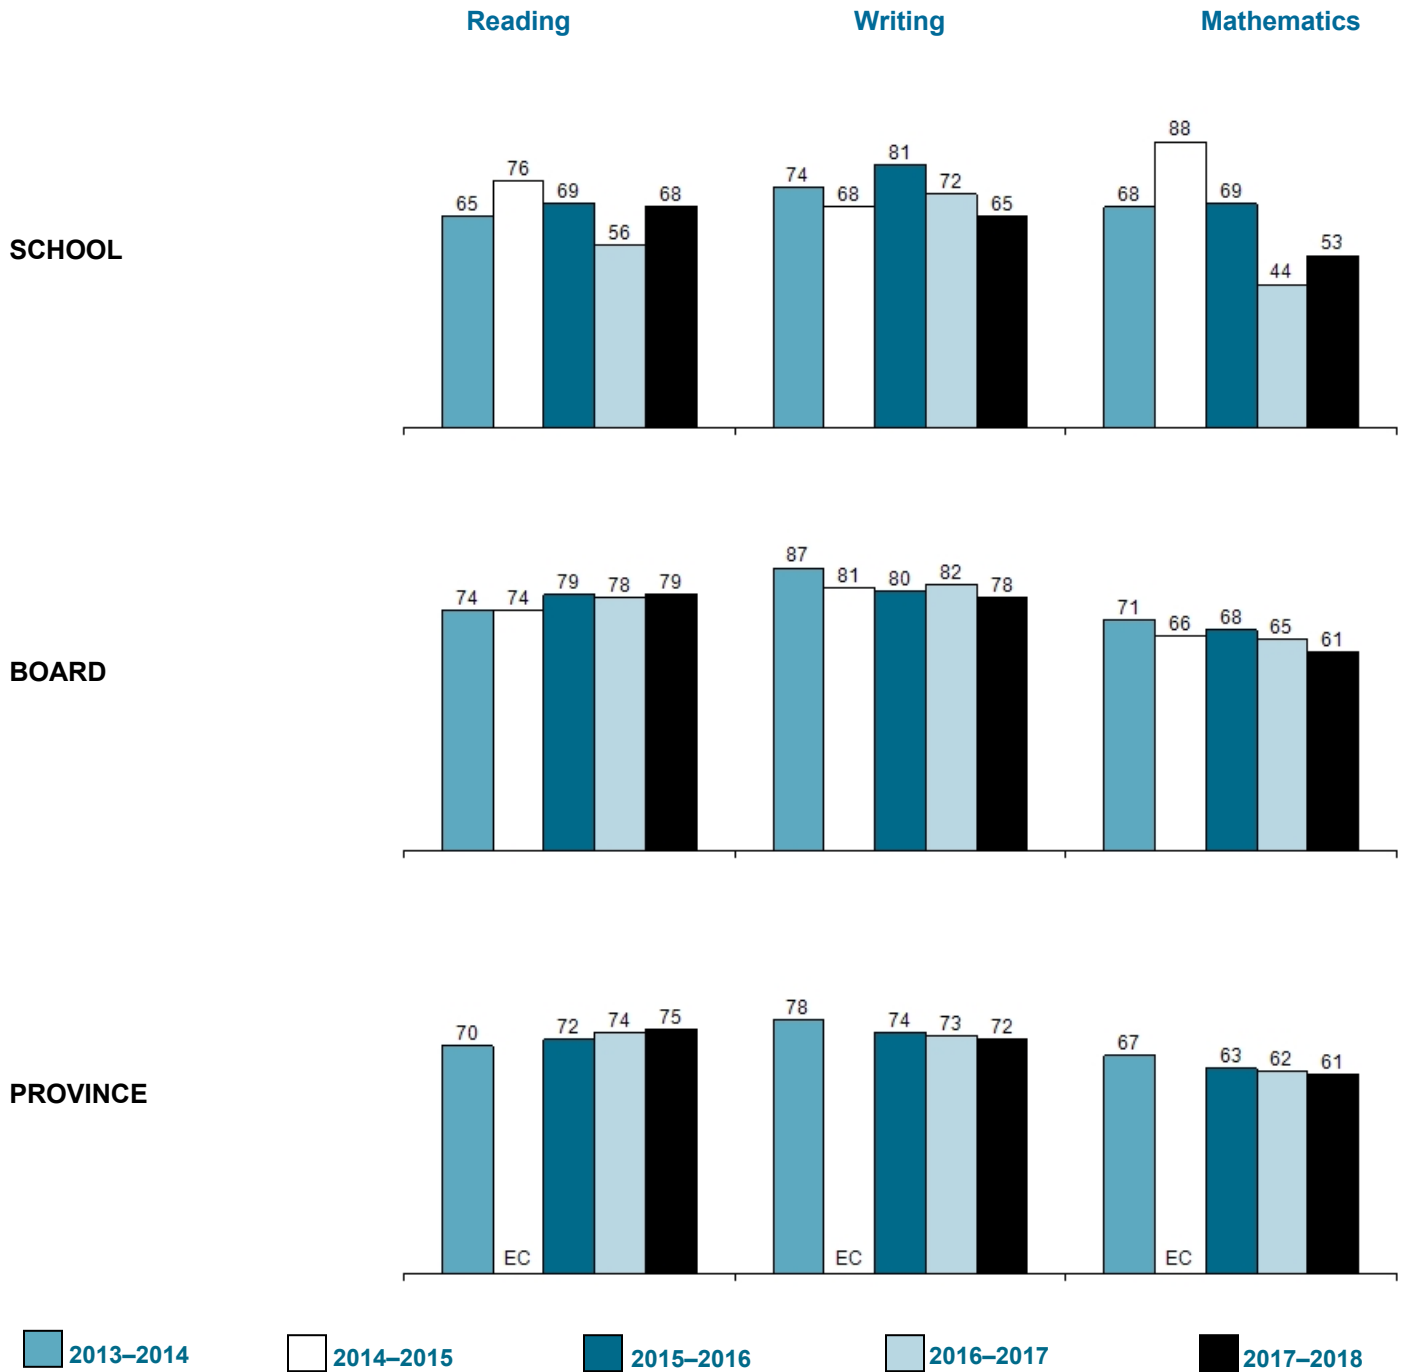 Reading Writing Mathematics
88
81
76
74 72
65 69 68 68 65 68 69
56 53
44
SCHOOL
87
79 78 79 81 80 82 78
74 74 71 66 68 65 61
BOARD
78
70 72 74 75 74 73 72
67 63 62 61
PROVINCE
EC EC EC
2013–2014 2014–2015 2015–2016 2016–2017 2017–2018